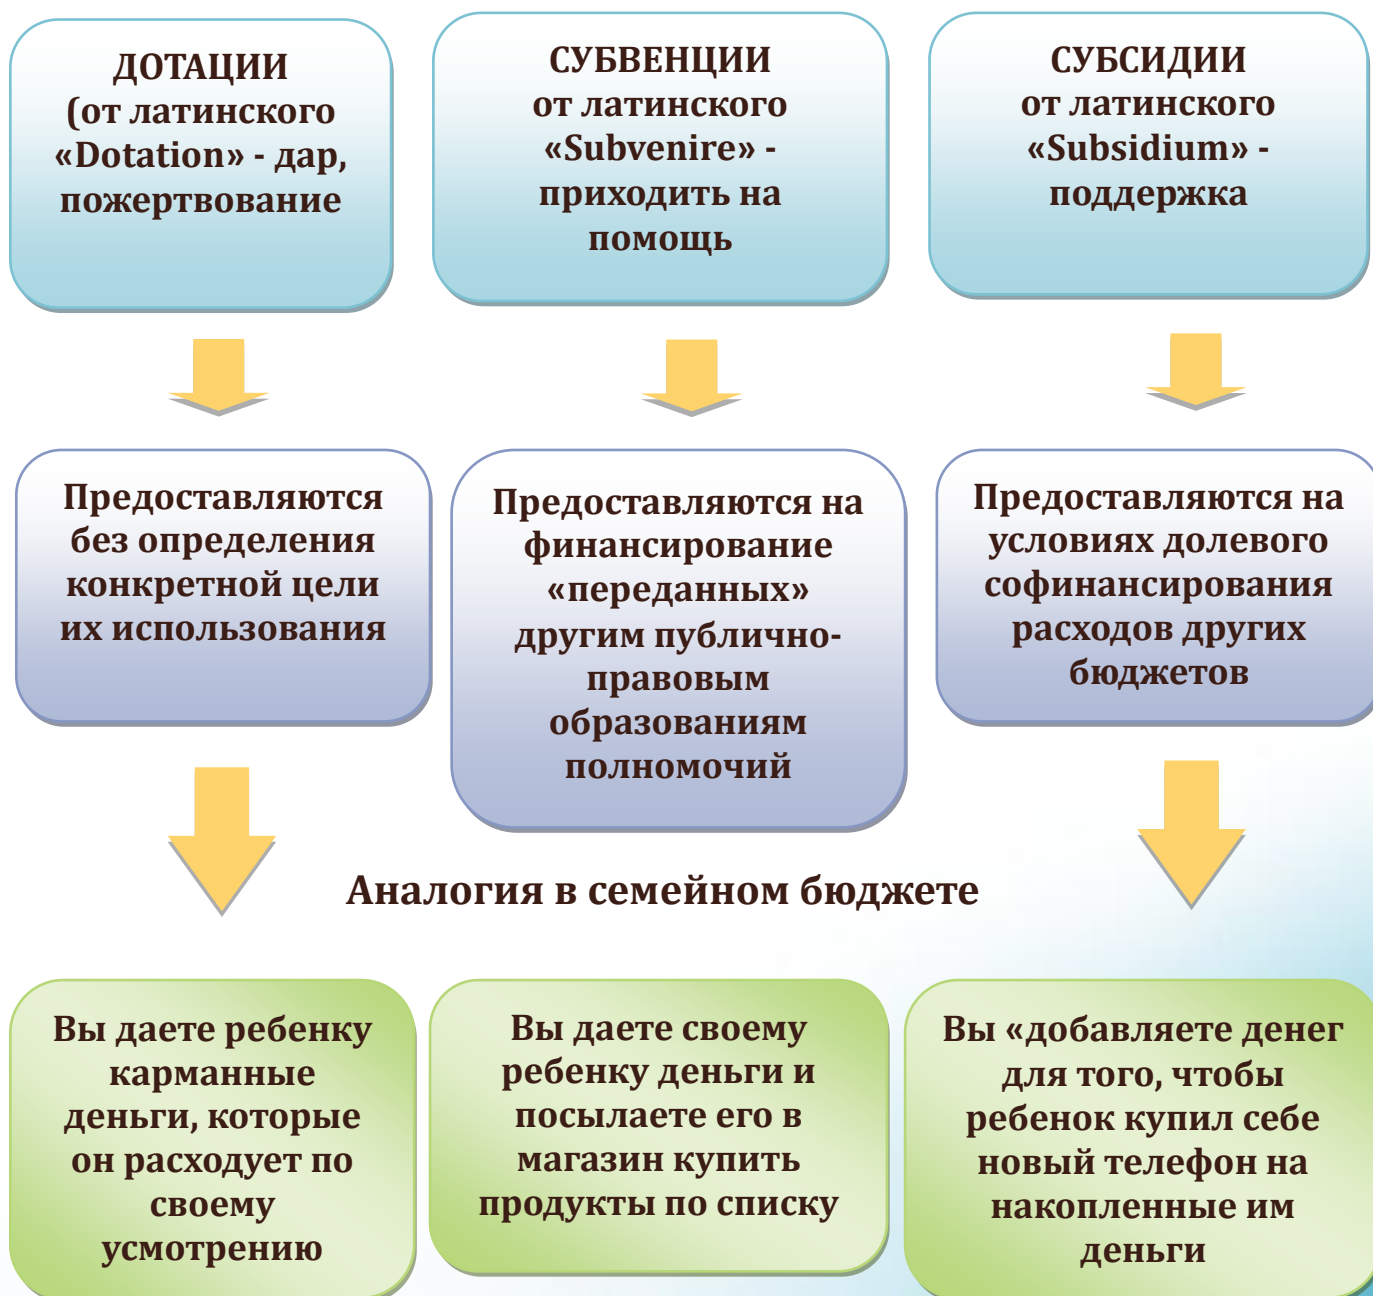 ДОТАЦИИ
(от латинского
«Dotation» - дар,
пожертвование
СУБВЕНЦИИ
от латинского
«Subvenire» -
приходить на
помощь
СУБСИДИИ
от латинского
«Subsidium» -
поддержка
Предоставляются
без определения
конкретной цели
их использования
Предоставляются на
финансирование
«переданных»
другим публично-
правовым
образованиям
полномочий
Предоставляются на
условиях долевого
софинансирования
расходов других
бюджетов
Аналогия в семейном бюджете
Вы даете ребенку
карманные
деньги, которые
он расходует по
своему
усмотрению
Вы даете своему
ребенку деньги и
посылаете его в
магазин купить
продукты по списку
Вы «добавляете денег
для того, чтобы
ребенок купил себе
новый телефон на
накопленные им
деньги